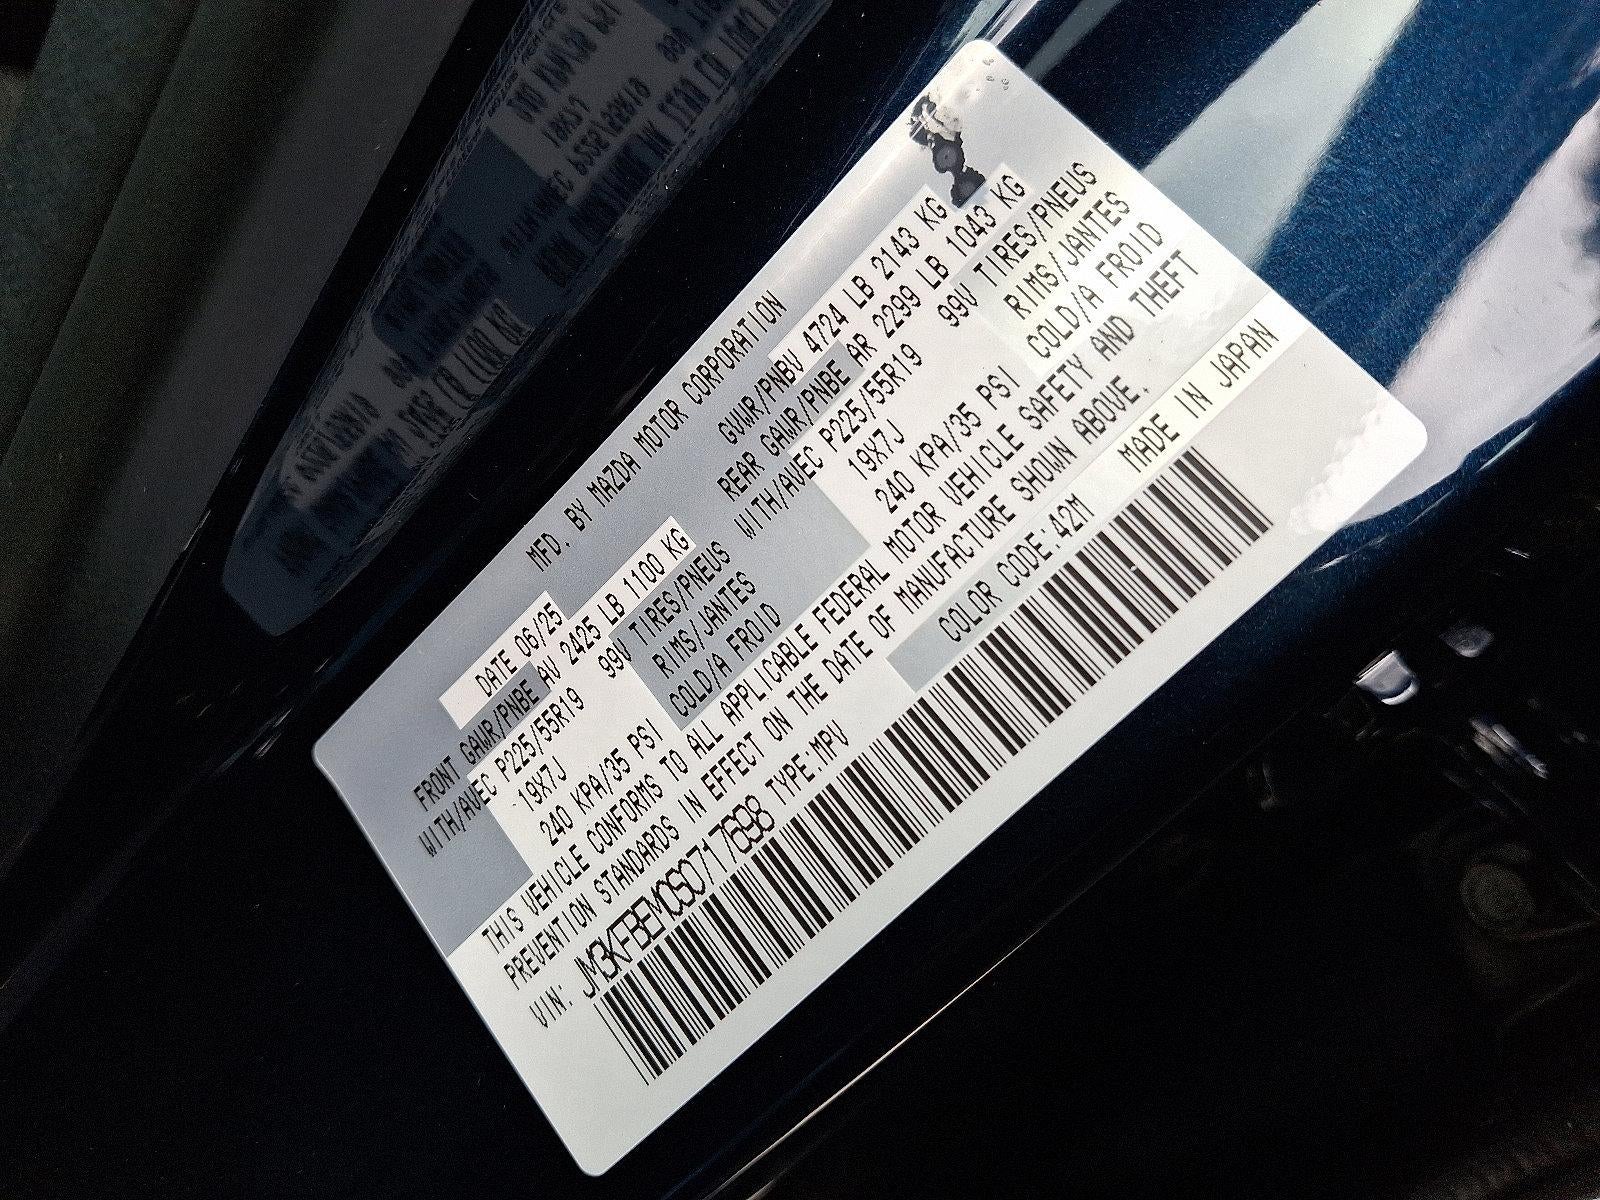 MFD. BY MAZDA MOTOR CORPORATION
DATE 06/25 GVWR/PNBV 4724 LB 2143 KG
FRONT GAWR/PNBE AV 2425 LB 1100 KG REAR GAWR/PNBE AR 2299 LB 1043 KG
WITH/AVEC P225/55R19 99V TIRES/PNEUS WITH/AVEC P225/55R19 99V TIRES/PNEUS
19X7J RIMS/JANTES 19X7J RIMS/JANTES
240 KPA/35 PSI COLD/A FROID 240 KPA/35 PSI COLD/A FROID
THIS VEHICLE CONFORMS TO ALL APPLICABLE FEDERAL MOTOR VEHICLE SAFETY AND THEFT
PREVENTION STANDARDS IN EFFECT ON THE DATE OF MANUFACTURE SHOWN ABOVE.
VIN: JM3KFBEM0S0717698 TYPE:MPV COLOR CODE:42M MADE IN JAPAN